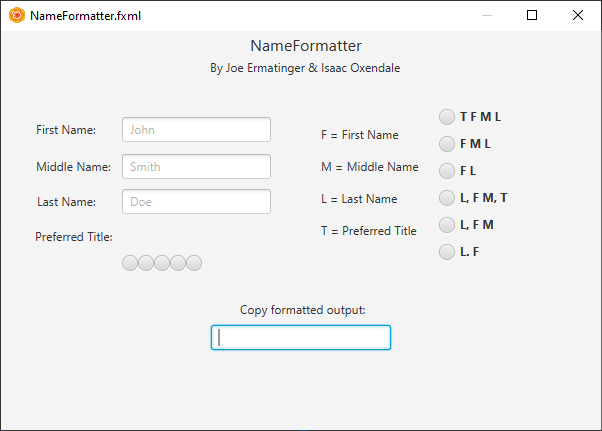 NameFormatter.fxml
NameFormatter
By Joe Ermatinger & Isaac Oxendale
First Name:
John
Middle Name:
Smith
Last Name:
Doe
Preferred Title:
F = First Name
M = Middle Name
L = Last Name
T = Preferred Title
T F M L
F M L
F L
L, F M, T
L, F M
L. F
Copy formatted output: